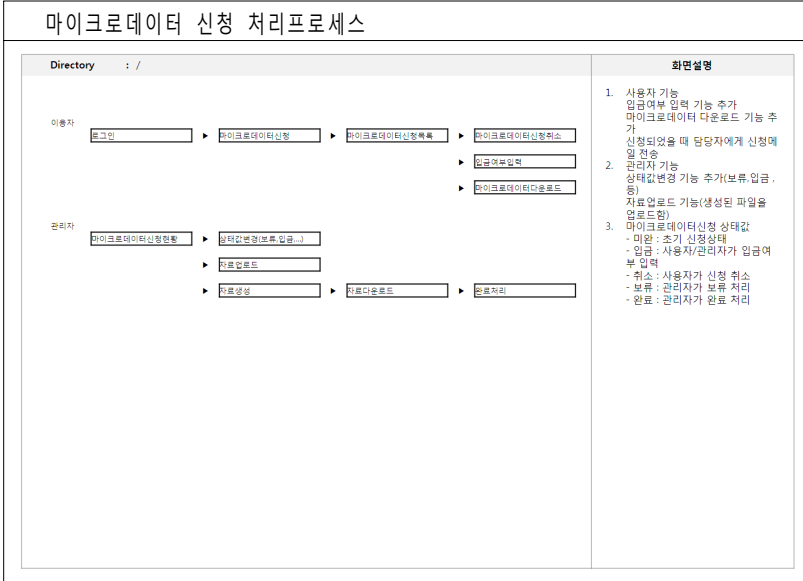 마이크로데이터 신청 처리프로세스
Directory : /
화면설명
이용자
로그인 ▶ 마이크로데이터신청 ▶ 마이크로데이터신청목록 ▶ 마이크로데이터신청취소
▶ 입금여부입력
▶ 마이크로데이터다운로드
관리자
마이크로데이터신청현황 ▶ 상태값변경(보류,입금,...)
▶ 자료업로드
▶ 자료생성 ▶ 자료다운로드 ▶ 완료처리
1. 사용자 기능
입금여부 입력 기능 추가
마이크로데이터 다운로드 기능 추
가
신청되었을 때 담당자에게 신청메
일 전송
2. 관리자 기능
상태값변경 기능 추가(보류,입금 ,
등)
자료업로드 기능(생성된 파일을
업로드함)
3. 마이크로데이터신청 상태값
- 미완 : 초기 신청상태
- 입금 : 사용자/관리자가 입금여
부 입력
- 취소 : 사용자가 신청 취소
- 보류 : 관리자가 보류 처리
- 완료 : 관리자가 완료 처리